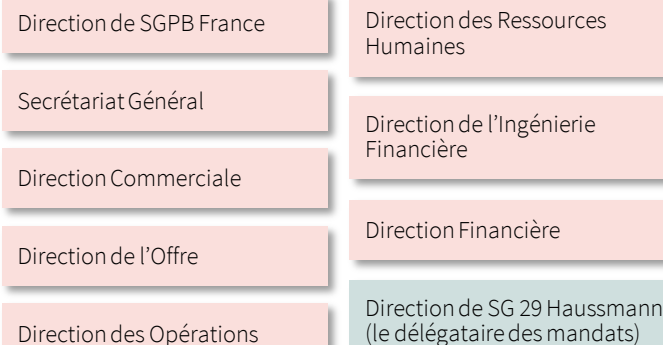 Direction de SGPB France
Secrétariat Général
Direction Commerciale
Direction de l’Offre
Direction des Opérations
Direction des Ressources
Humaines
Direction de l’Ingénierie
Financière
Direction Financière
Direction de SG 29 Haussmann
(le délégataire des mandats)